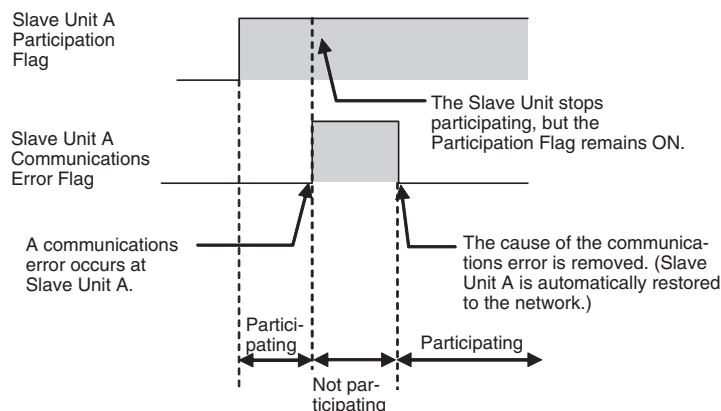 Slave Unit A
Participation
Flag
The Slave Unit stops
participating, but the
Participation Flag remains ON.
Slave Unit A
Communications
Error Flag
A communications
error occurs at
Slave Unit A.
The cause of the communica-
tions error is removed. (Slave
Unit A is automatically restored
to the network.)
Partici-
pating
Participating
Not par-
ticipating